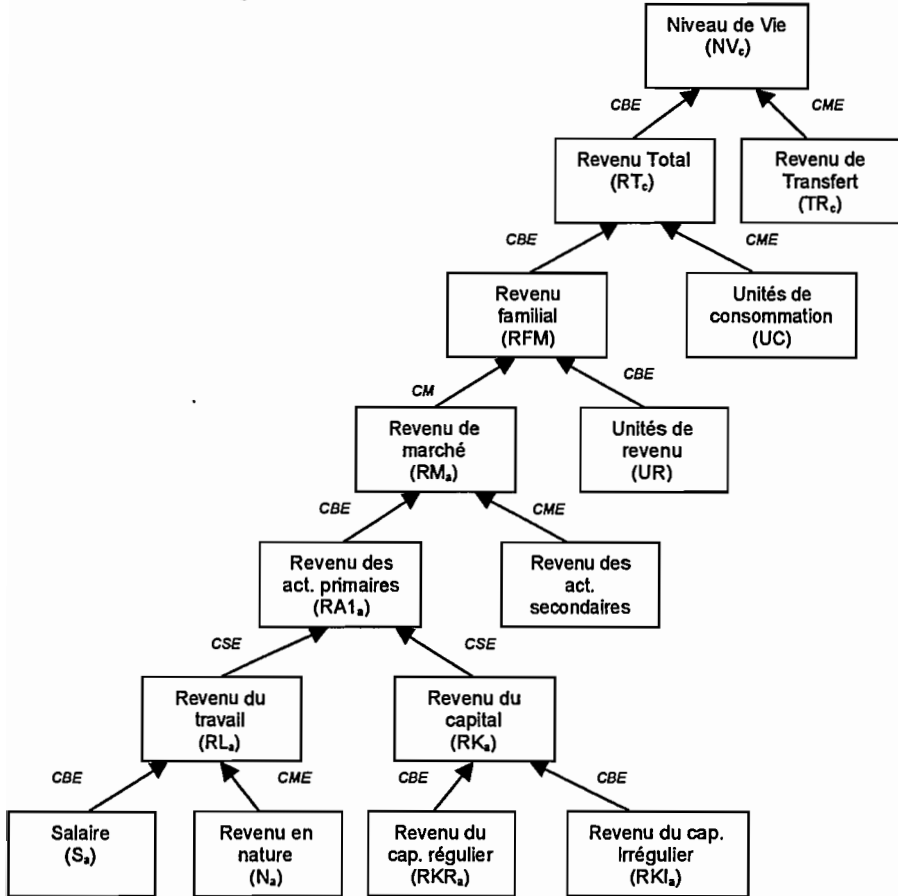 Niveau de Vie
(NVc)
CBE
CME
Revenu Total
(RTc)
Revenu de
Transfert
(TRc)
CBE
CME
Revenu
familial
(RFM)
Unités de
consommation
(UC)
CM
CBE
Revenu de
marché
(RMa)
Unités de
revenu
(UR)
CBE
CME
Revenu des
act. primaires
(RA1a)
Revenu des
act.
secondaires
CSE
CSE
Revenu du
travail
(RLa)
Revenu du
capital
(RKa)
CBE
CME
CBE
CBE
Salaire
(Sa)
Revenu en
nature
(Na)
Revenu du
cap. régulier
(RKRa)
Revenu du cap.
irrégulier
(RKIa)